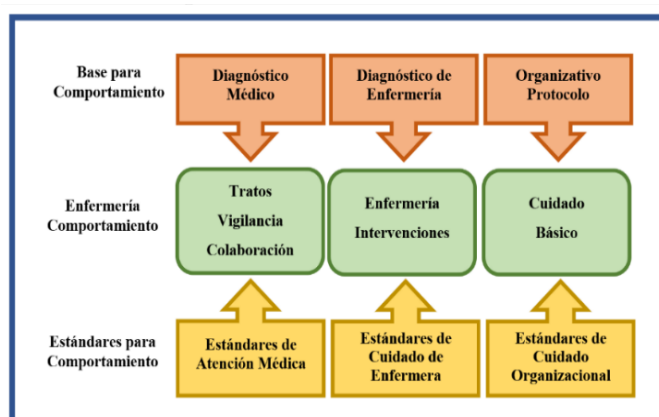 Base para
Comportamiento
Diagnóstico
Médico
Diagnóstico de
Enfermería
Organizativo
Protocolo
Enfermería
Comportamiento
Tratos
Vigilancia
Colaboración
Enfermería
Intervenciones
Cuidado
Básico
Estándares para
Comportamiento
Estándares de
Atención Médica
Estándares de
Cuidado de
Enfermera
Estándares de
Cuidado
Organizacional